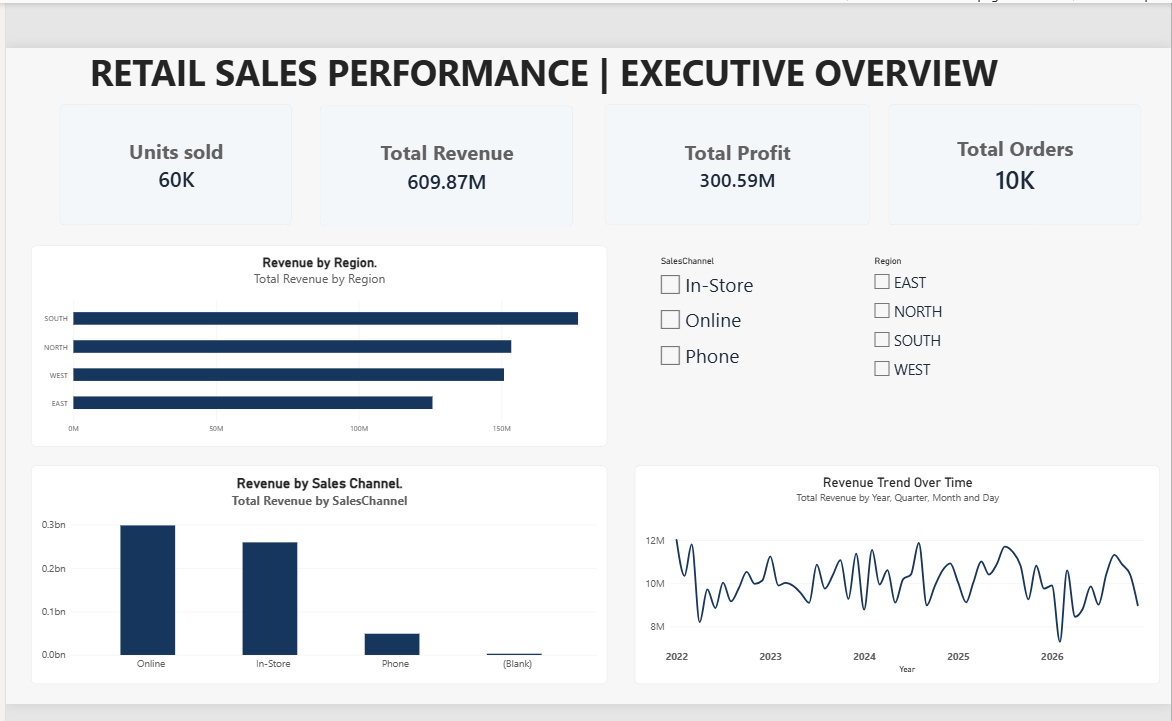 RETAIL SALES PERFORMANCE | EXECUTIVE OVERVIEW
Units sold
60K
Total Revenue
609.87M
Total Profit
300.59M
Total Orders
10K
Revenue by Region.
Total Revenue by Region
SOUTH
NORTH
WEST
EAST
0M 50M 100M 150M
SalesChannel
In-Store
Online
Phone
Region
EAST
NORTH
SOUTH
WEST
Revenue by Sales Channel.
Total Revenue by SalesChannel
0.3bn
0.2bn
0.1bn
0.0bn
Online In-Store Phone (Blank)
Revenue Trend Over Time
Total Revenue by Year, Quarter, Month and Day
12M
10M
8M
2022 2023 2024 2025 2026
Year